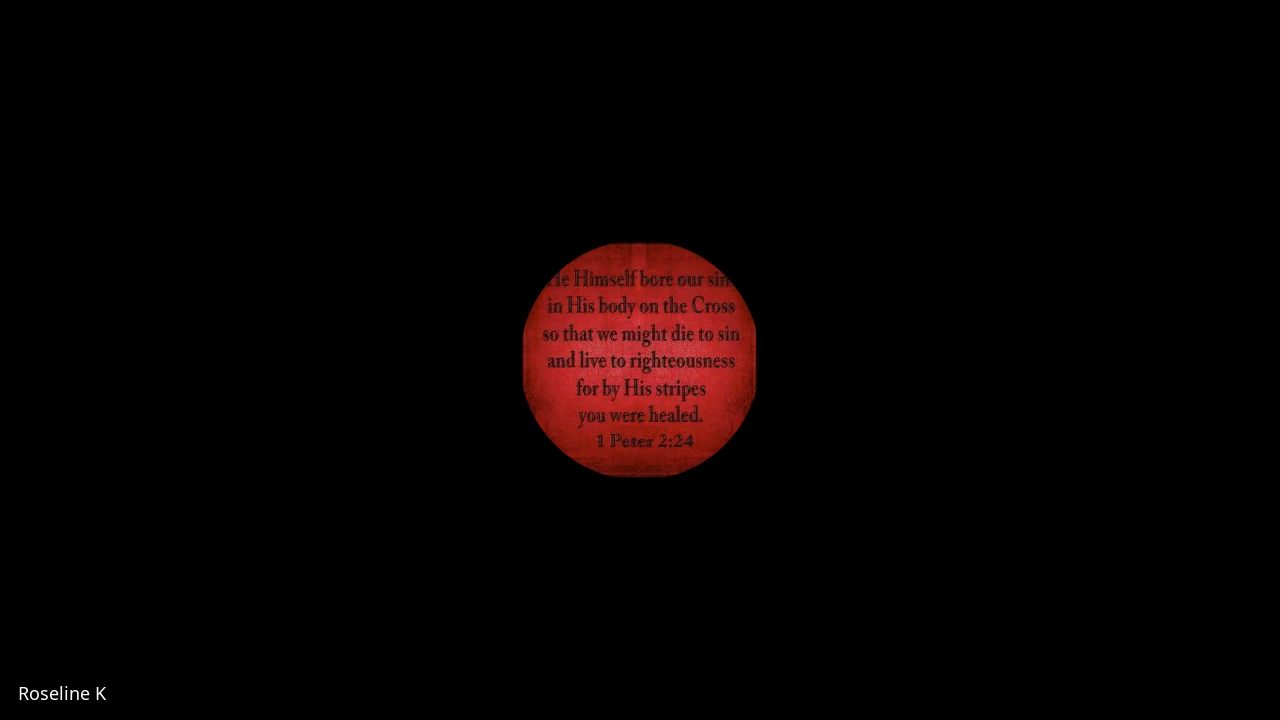 He Himself bore our sin
in His body on the Cross
so that we might die to sin
and live to righteousness
for by His stripes
you were healed.
1 Peter 2:24
Roseline K